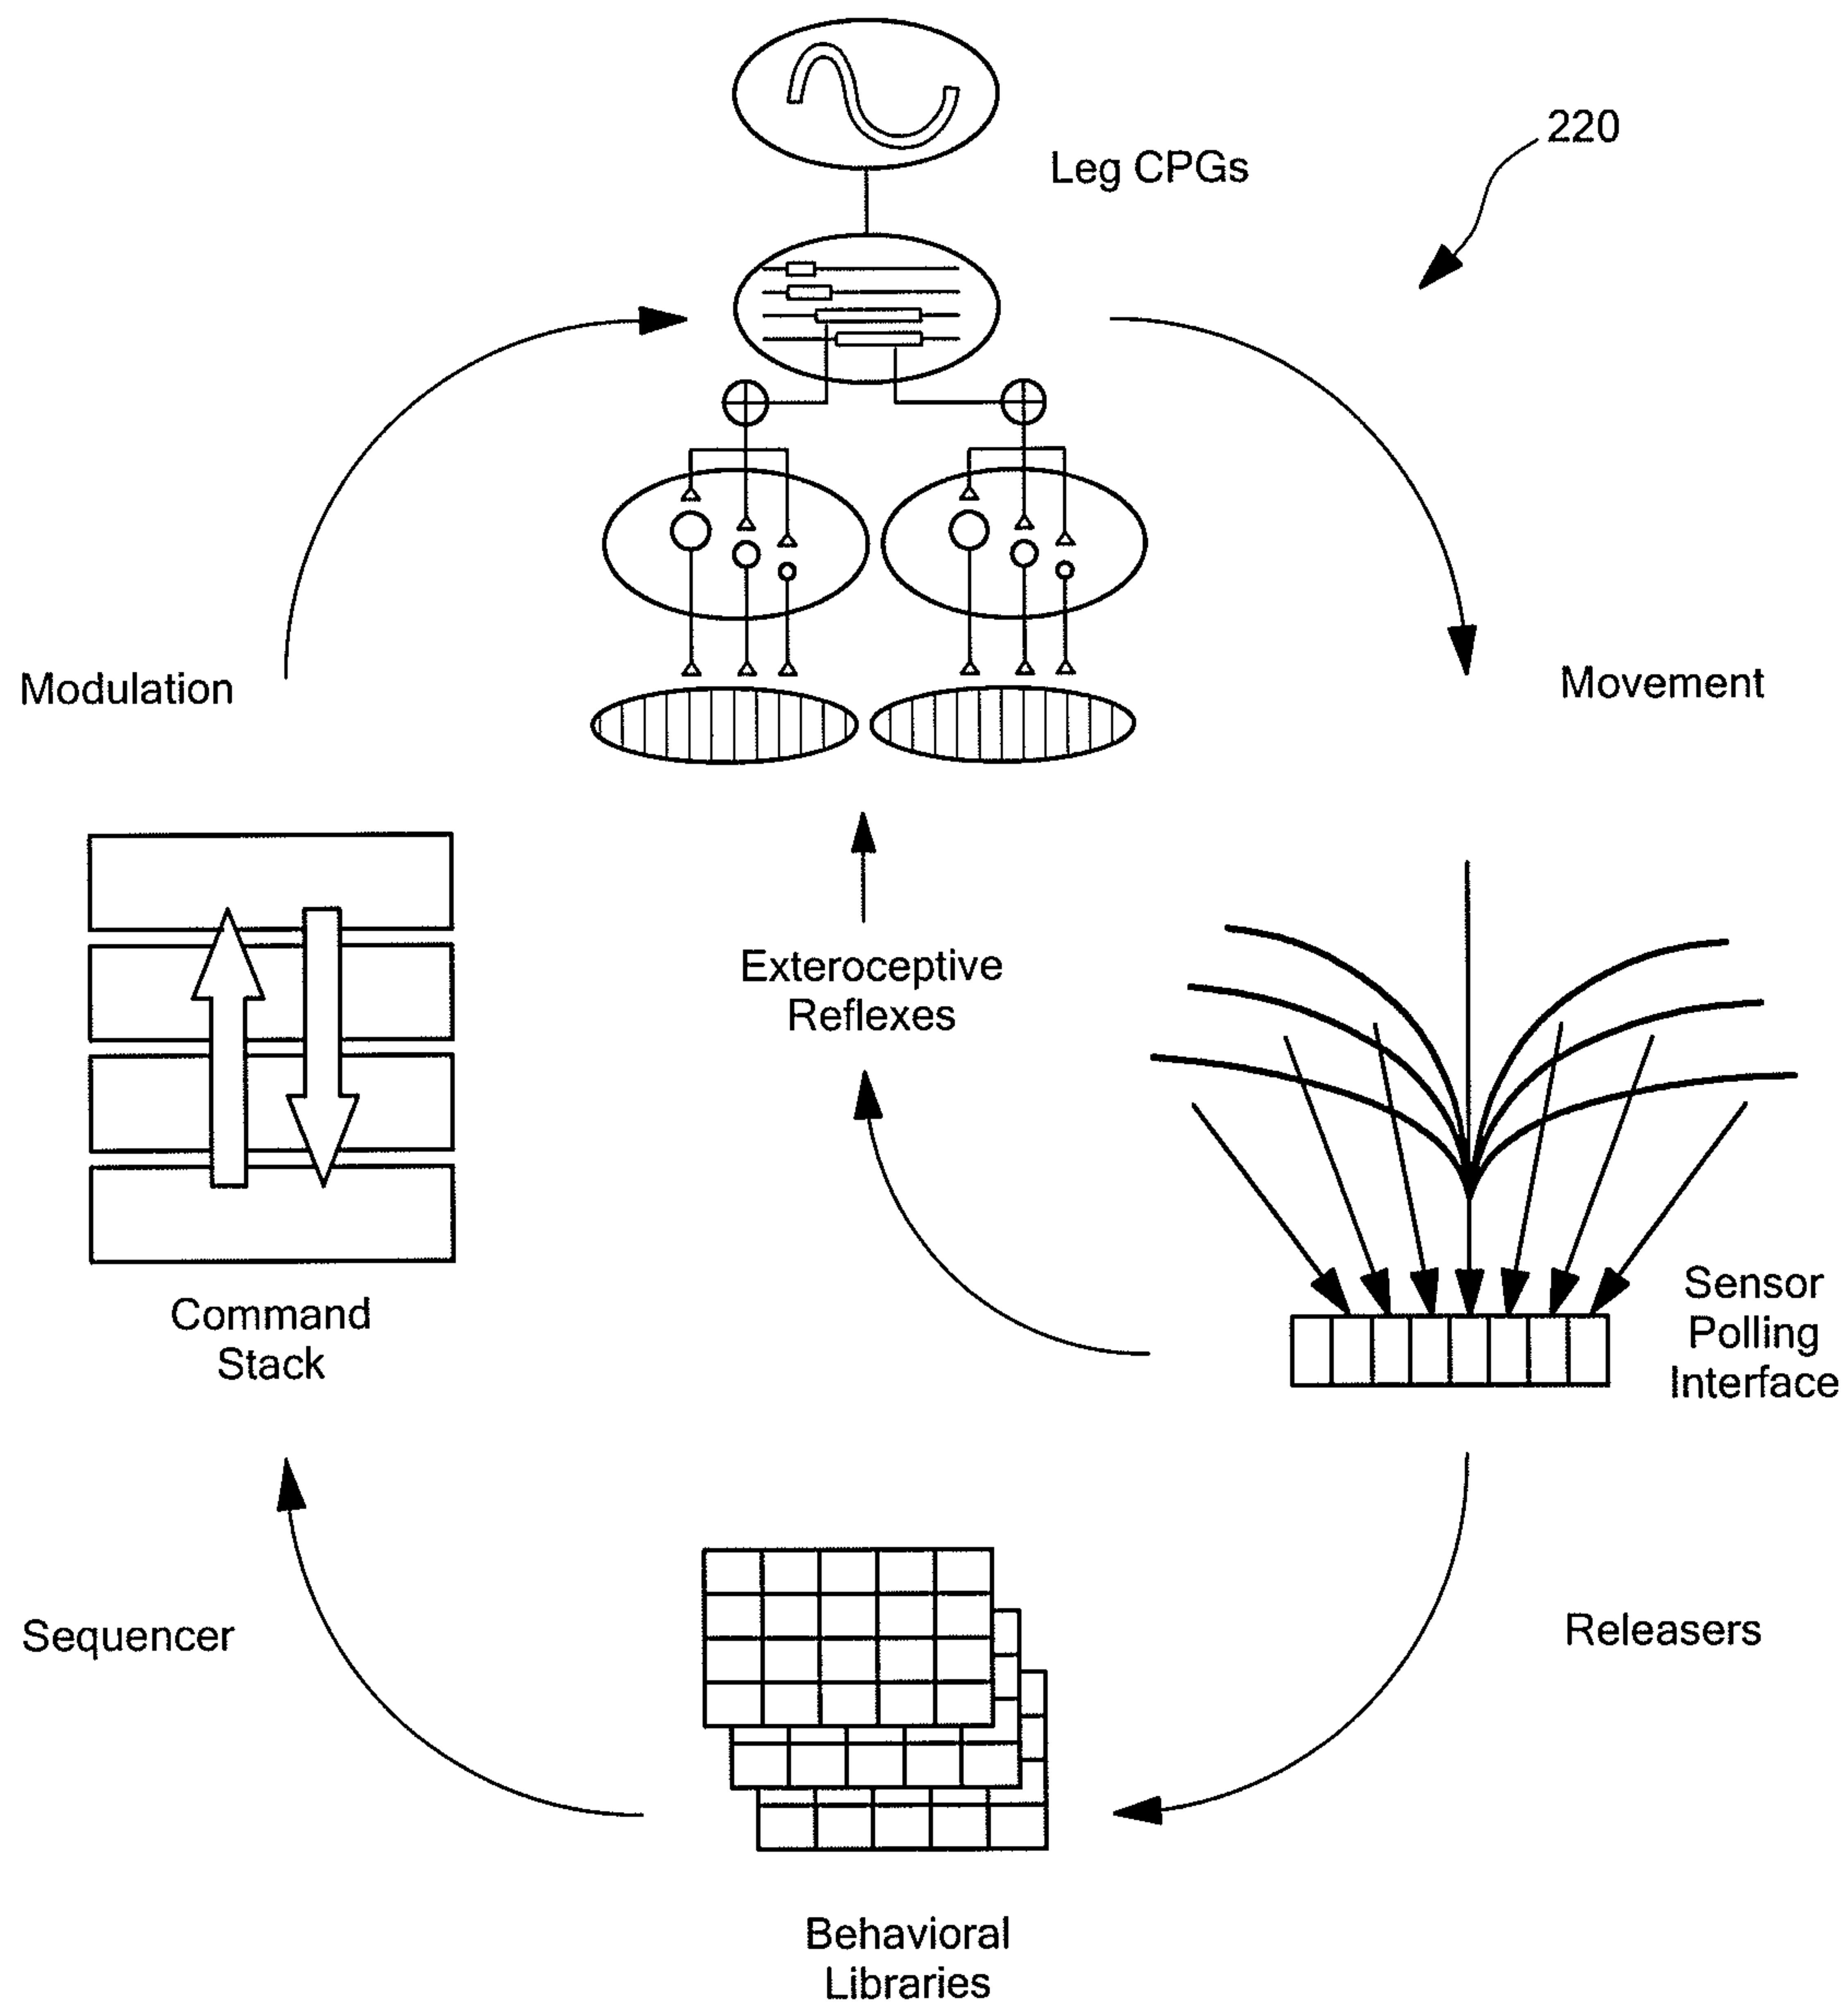 220
Leg CPGs
Modulation
Movement
Exteroceptive
Reflexes
Command
Stack
Sensor
Polling
Interface
Sequencer
Releasers
Behavioral
Libraries